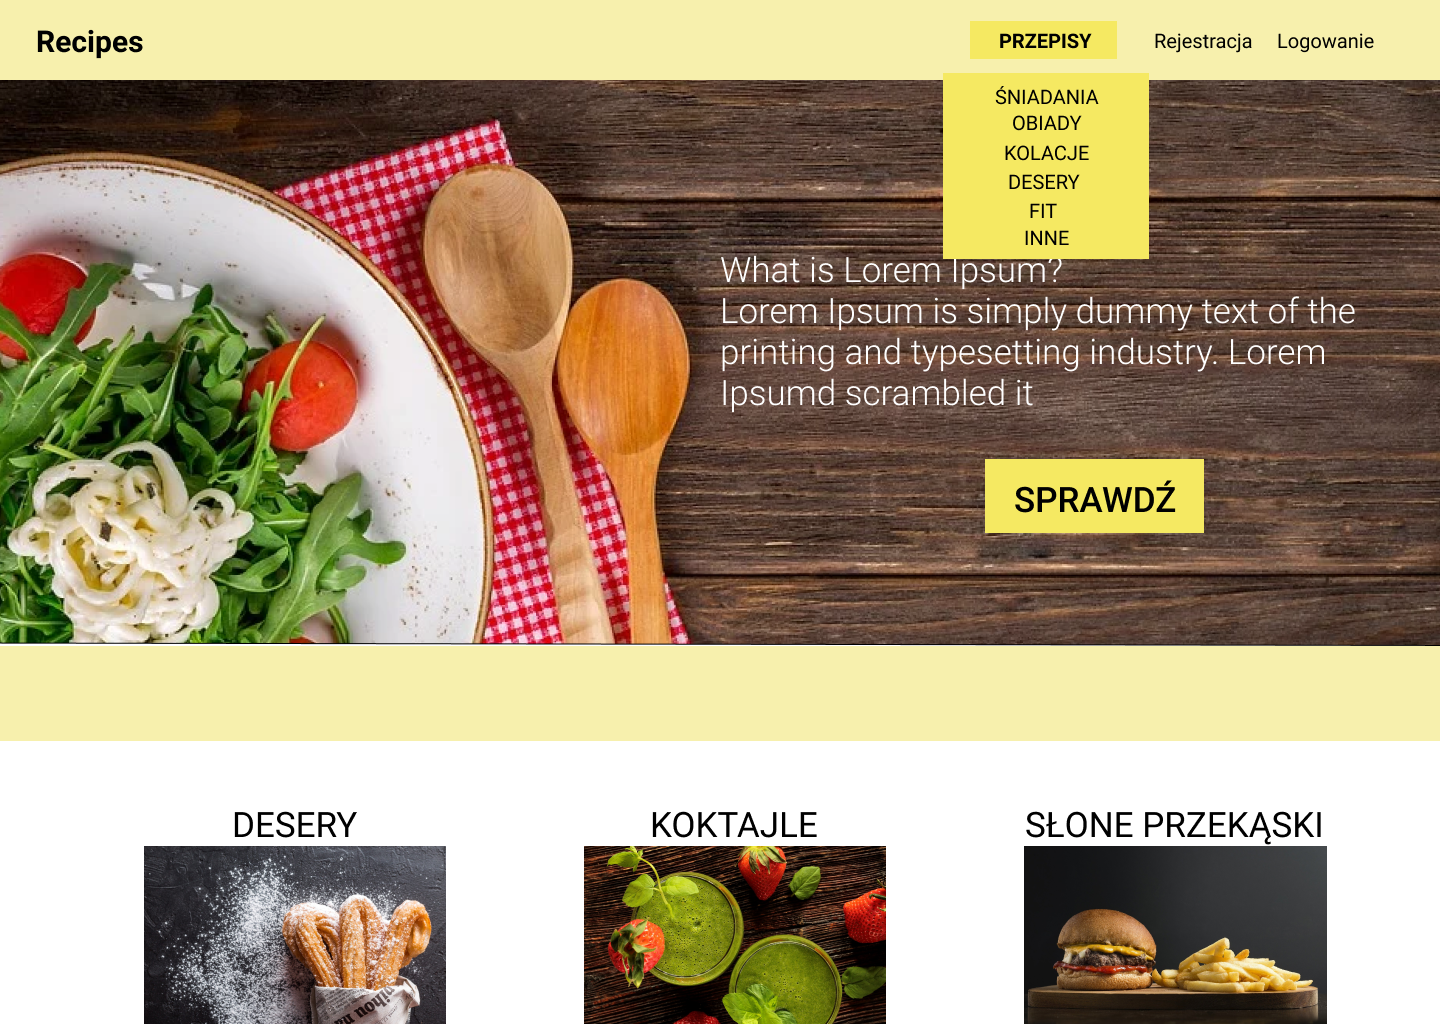 Recipes
PRZEPISY
Rejestracja
Logowanie
ŚNIADANIA
OBIADY
KOLACJE
DESERY
FIT
INNE
What is Lorem Ipsum?
Lorem Ipsum is simply dummy text of the
printing and typesetting industry. Lorem
Ipsumd scrambled it
SPRAWDŹ
DESERY
KOKTAJLE
SŁONE PRZEKĄSKI